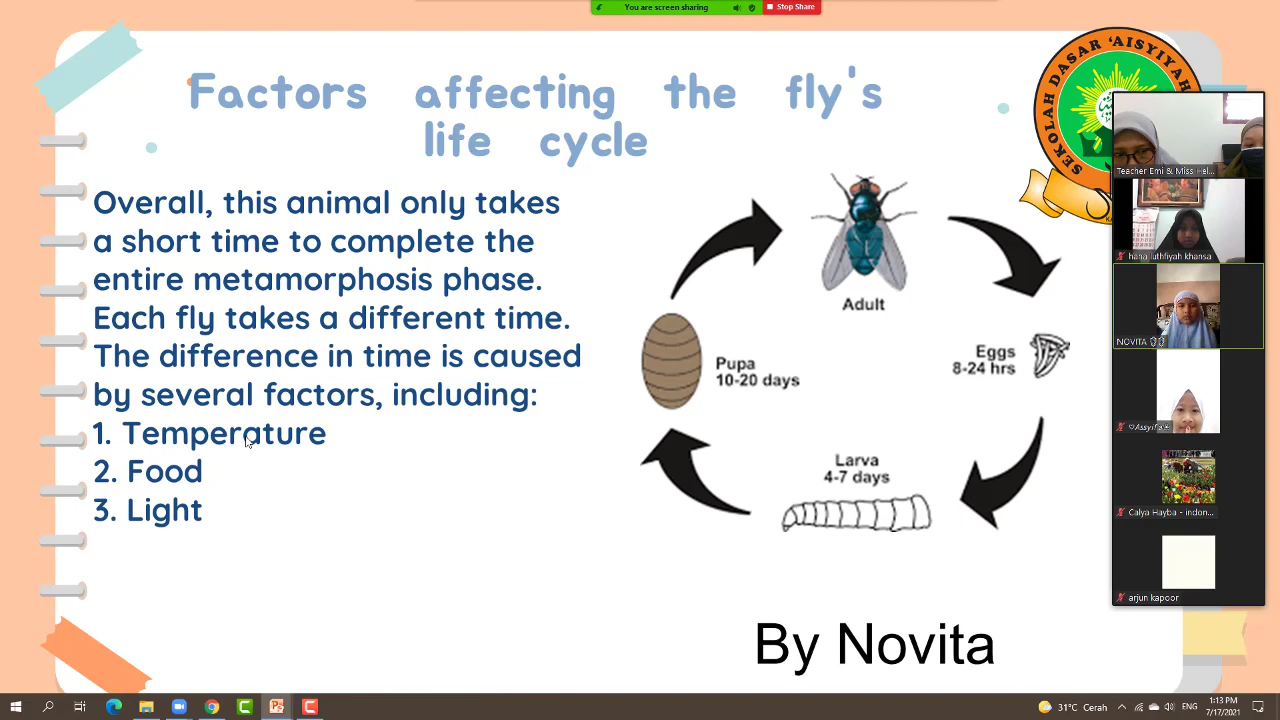 You are screen sharing
Stop Share
Factors affecting the fly's
life cycle
SEKOLAH DASAR 'AISYIYAH
Overall, this animal only takes
a short time to complete the
entire metamorphosis phase.
Each fly takes a different time.
The difference in time is caused
by several factors, including:
1. Temperature
2. Food
3. Light
Adult
Eggs
8-24 hrs
Pupa
10-20 days
Larva
4-7 days
By Novita
Teacher Emi & Miss Hel...
hana luthfiyah khansa
NOVITA
Calya Hayba - indon...
arjun kapoor
31°C Cerah
ENG
1:13 PM
7/17/2021